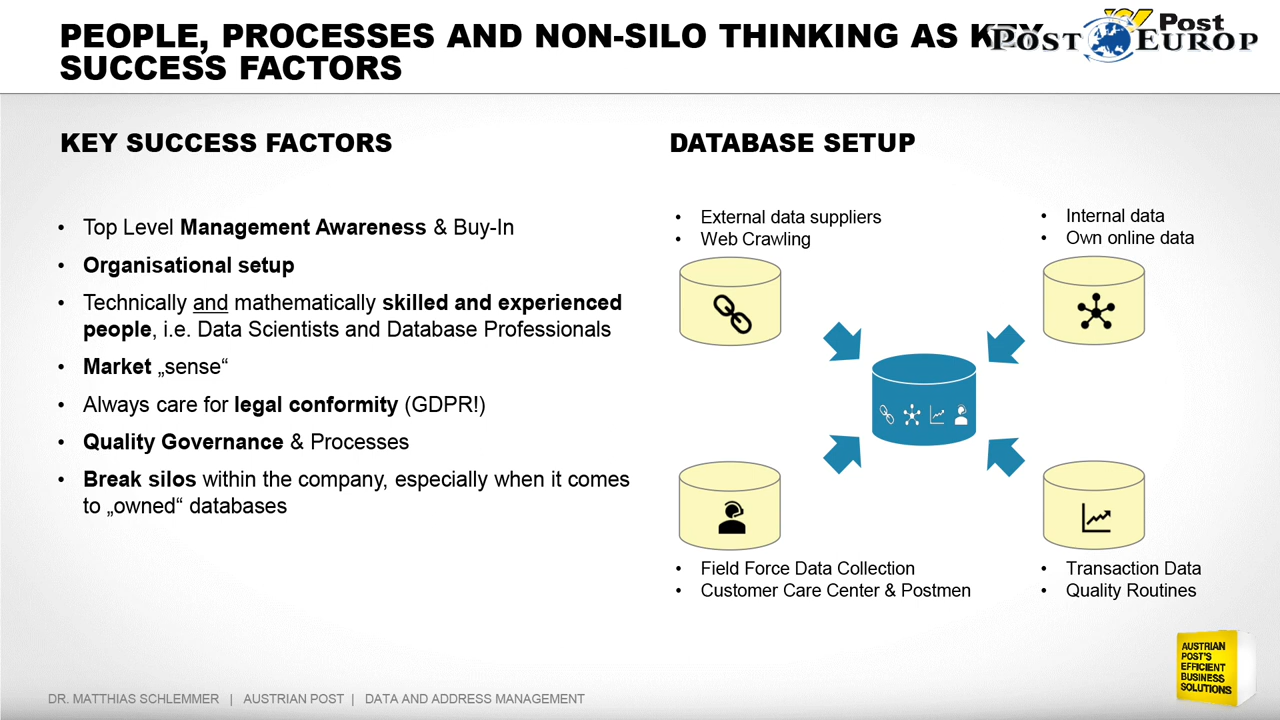 PEOPLE, PROCESSES AND NON-SILO THINKING AS KEY
SUCCESS FACTORS
Post
POST EUROP
KEY SUCCESS FACTORS
• Top Level Management Awareness & Buy-In
• Organisational setup
• Technically and mathematically skilled and experienced
people, i.e. Data Scientists and Database Professionals
• Market „sense“
• Always care for legal conformity (GDPR!)
• Quality Governance & Processes
• Break silos within the company, especially when it comes
to „owned“ databases
DATABASE SETUP
• External data suppliers
• Web Crawling
• Internal data
• Own online data
• Field Force Data Collection
• Customer Care Center & Postmen
• Transaction Data
• Quality Routines
AUSTRIAN
POST'S
EFFICIENT
BUSINESS
SOLUTIONS
DR. MATTHIAS SCHLEMMER | AUSTRIAN POST | DATA AND ADDRESS MANAGEMENT